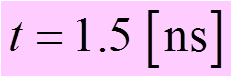 t = 1.5 [ns]